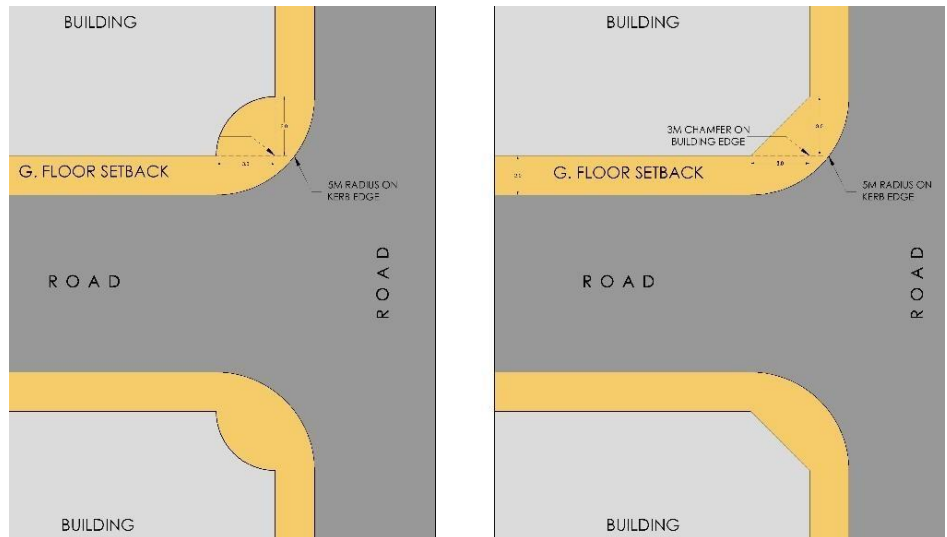 BUILDING
G. FLOOR SETBACK
5M RADIUS ON
KERB EDGE
ROAD
ROAD
BUILDING
BUILDING
3M CHAMFER ON
BUILDING EDGE
G. FLOOR SETBACK
5M RADIUS ON
KERB EDGE
ROAD
ROAD
BUILDING